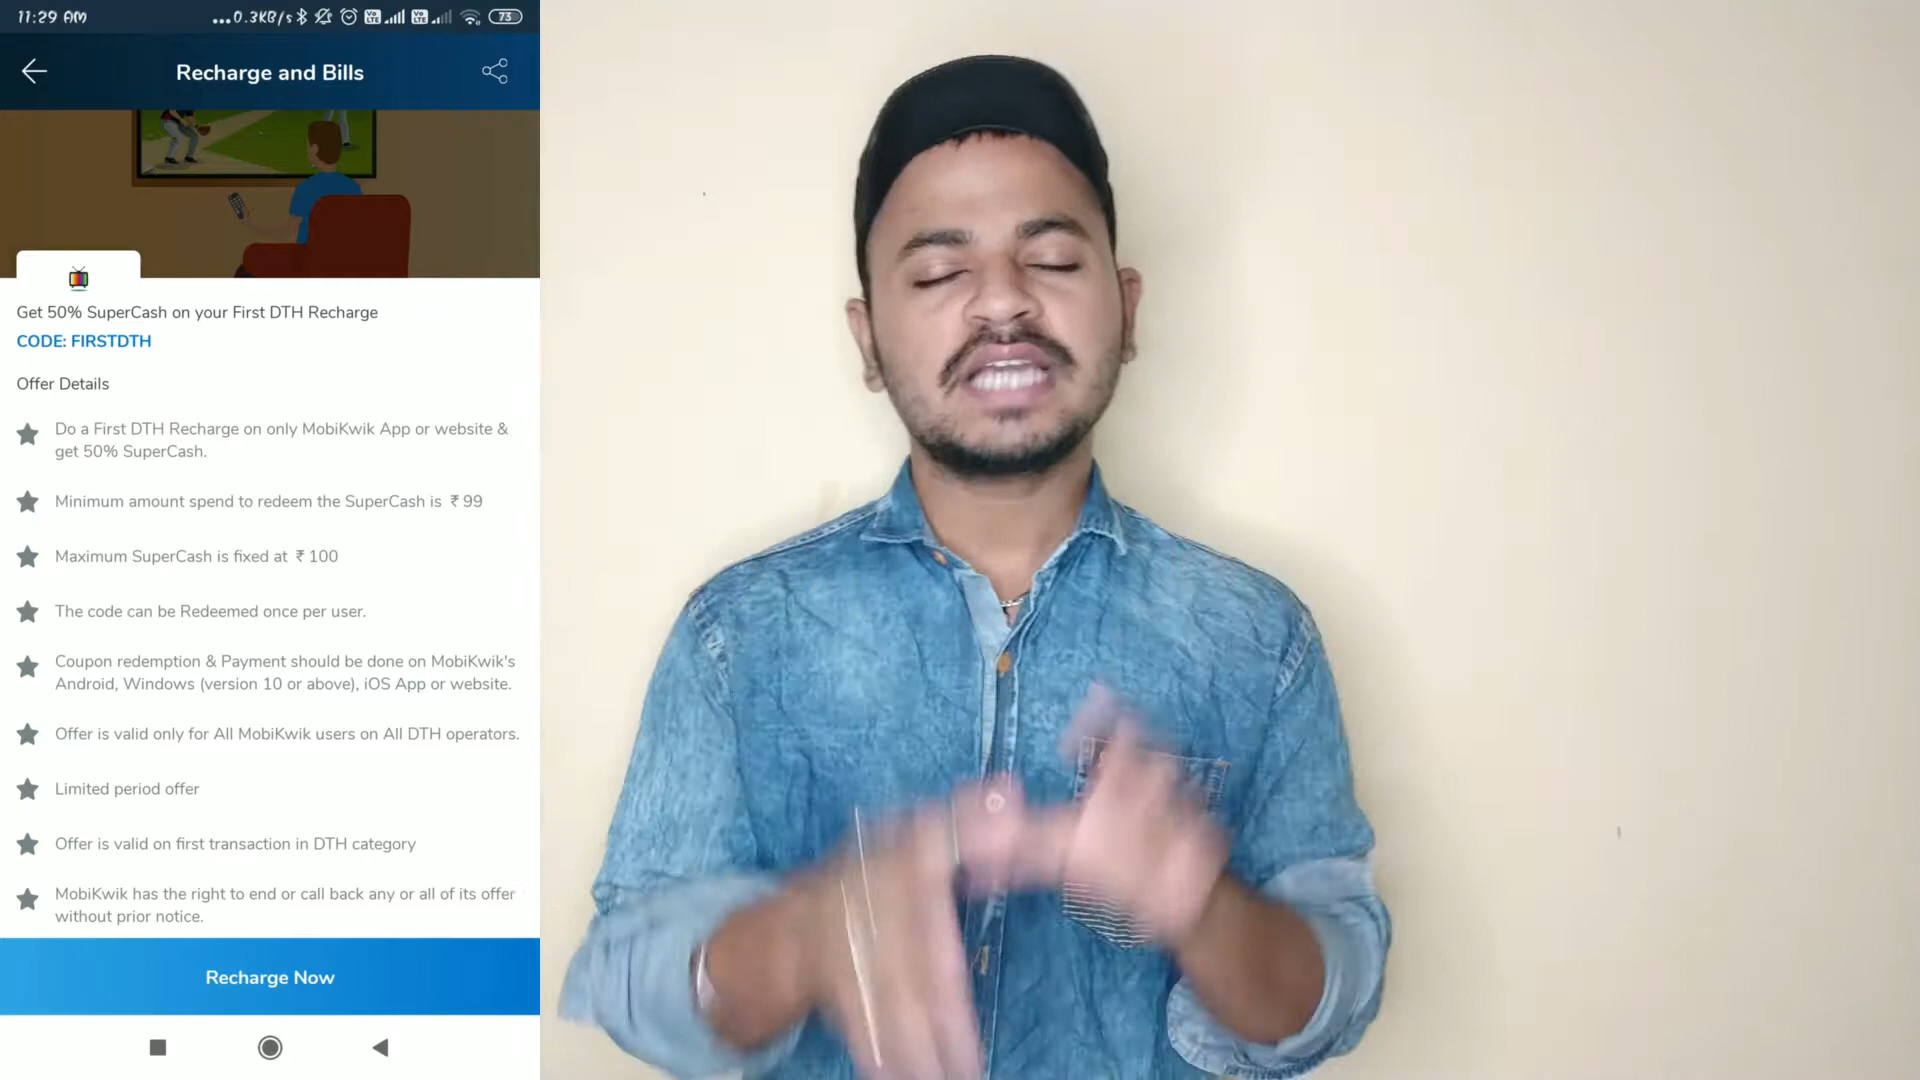 11:29 AM
...0.3KB/s
Vo
LTE
Vo
LTE
73
Recharge and Bills
Get 50% SuperCash on your First DTH Recharge
CODE: FIRSTDTH
Offer Details
Do a First DTH Recharge on only MobiKwik App or website &
get 50% SuperCash.
Minimum amount spend to redeem the SuperCash is ₹ 99
Maximum SuperCash is fixed at ₹ 100
The code can be Redeemed once per user.
Coupon redemption & Payment should be done on MobiKwik's
Android, Windows (version 10 or above), iOS App or website.
Offer is valid only for All MobiKwik users on All DTH operators.
Limited period offer
Offer is valid on first transaction in DTH category
MobiKwik has the right to end or call back any or all of its offer
without prior notice.
Recharge Now